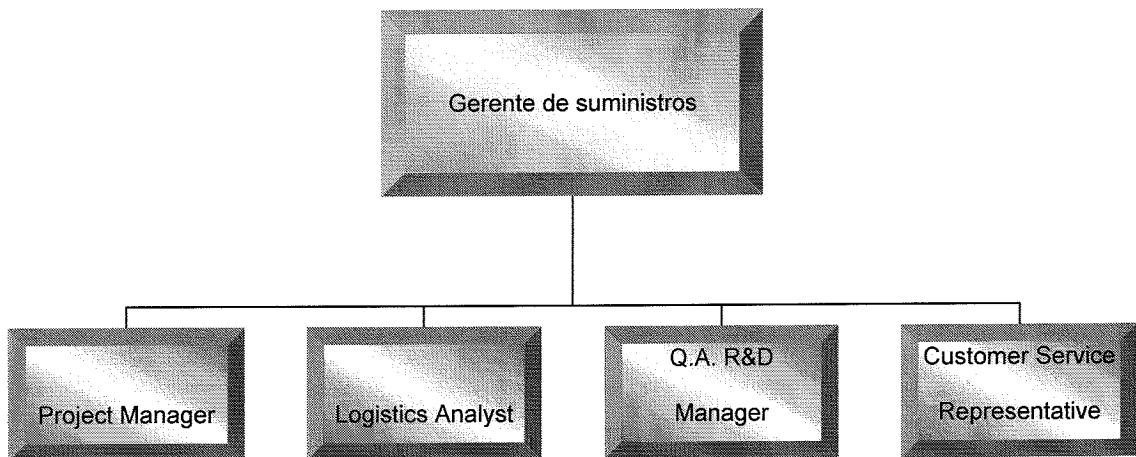 Gerente de suministros
Project Manager
Logistics Analyst
Q.A. R&D
Manager
Customer Service
Representative